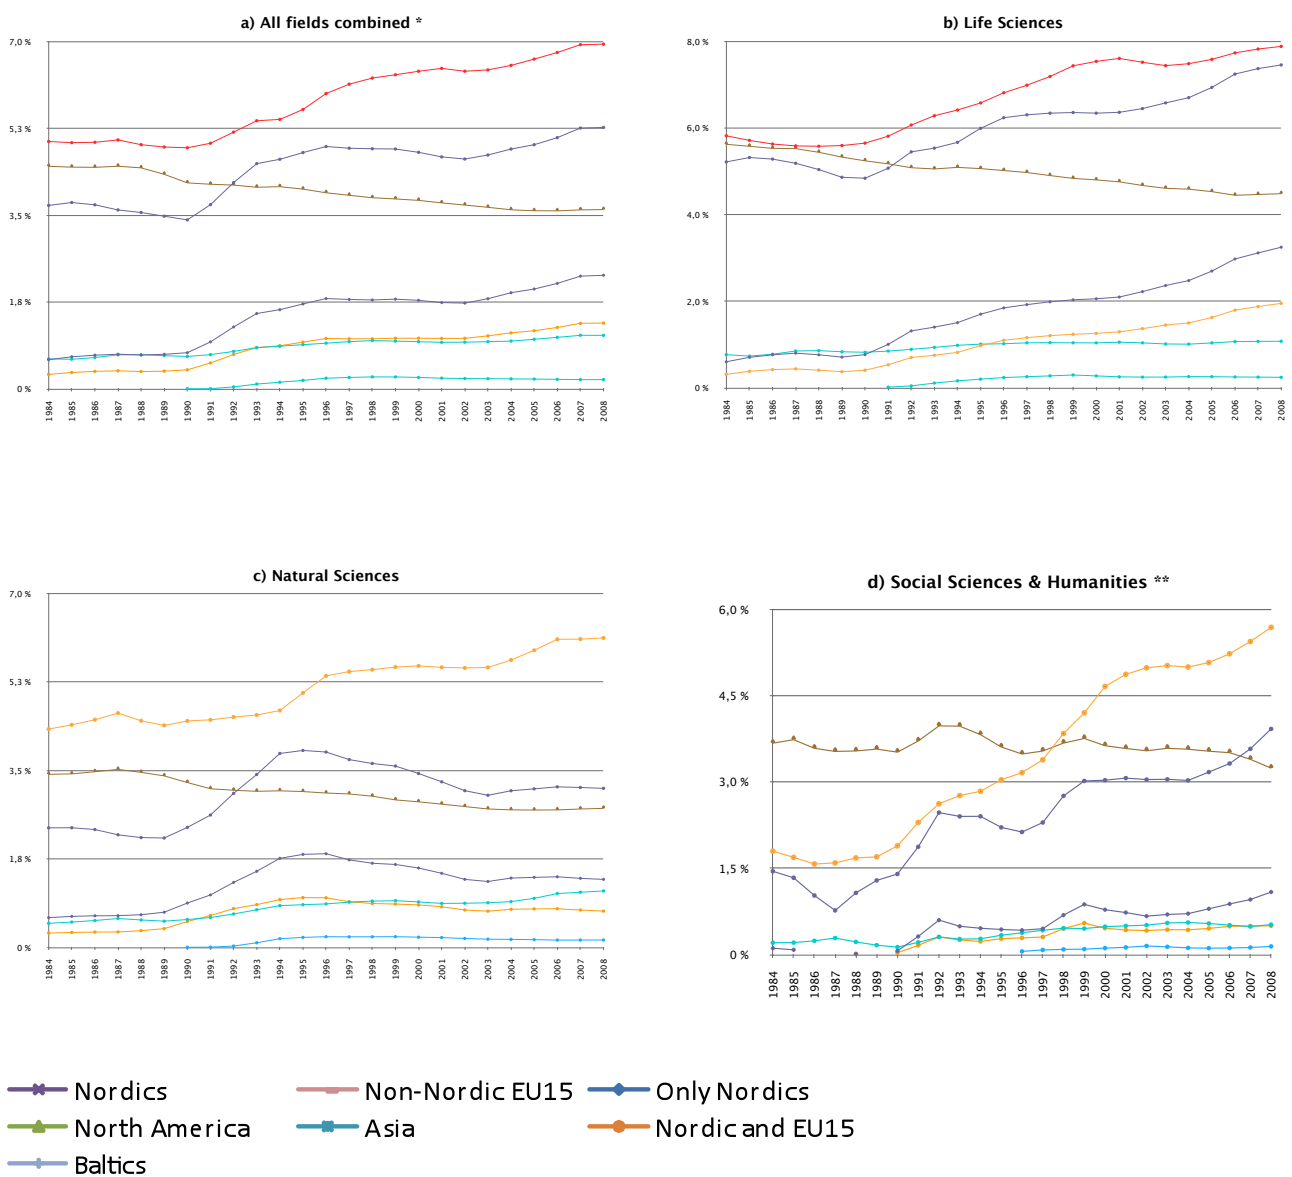 a) All fields combined *
7,0 %
5,3 %
3,5 %
1,8 %
0 %
1984 1985 1986 1987 1988 1989 1990 1991 1992 1993 1994 1995 1996 1997 1998 1999 2000 2001 2002 2003 2004 2005 2006 2007 2008
b) Life Sciences
8,0 %
6,0 %
4,0 %
2,0 %
0 %
1984 1985 1986 1987 1988 1989 1990 1991 1992 1993 1994 1995 1996 1997 1998 1999 2000 2001 2002 2003 2004 2005 2006 2007 2008
c) Natural Sciences
7,0 %
5,3 %
3,5 %
1,8 %
0 %
1984 1985 1986 1987 1988 1989 1990 1991 1992 1993 1994 1995 1996 1997 1998 1999 2000 2001 2002 2003 2004 2005 2006 2007 2008
d) Social Sciences & Humanities **
6,0 %
4,5 %
3,0 %
1,5 %
0 %
1984 1985 1986 1987 1988 1989 1990 1991 1992 1993 1994 1995 1996 1997 1998 1999 2000 2001 2002 2003 2004 2005 2006 2007 2008
Nordics Non-Nordic EU15 Only Nordics
North America Asia Nordic and EU15
Baltics